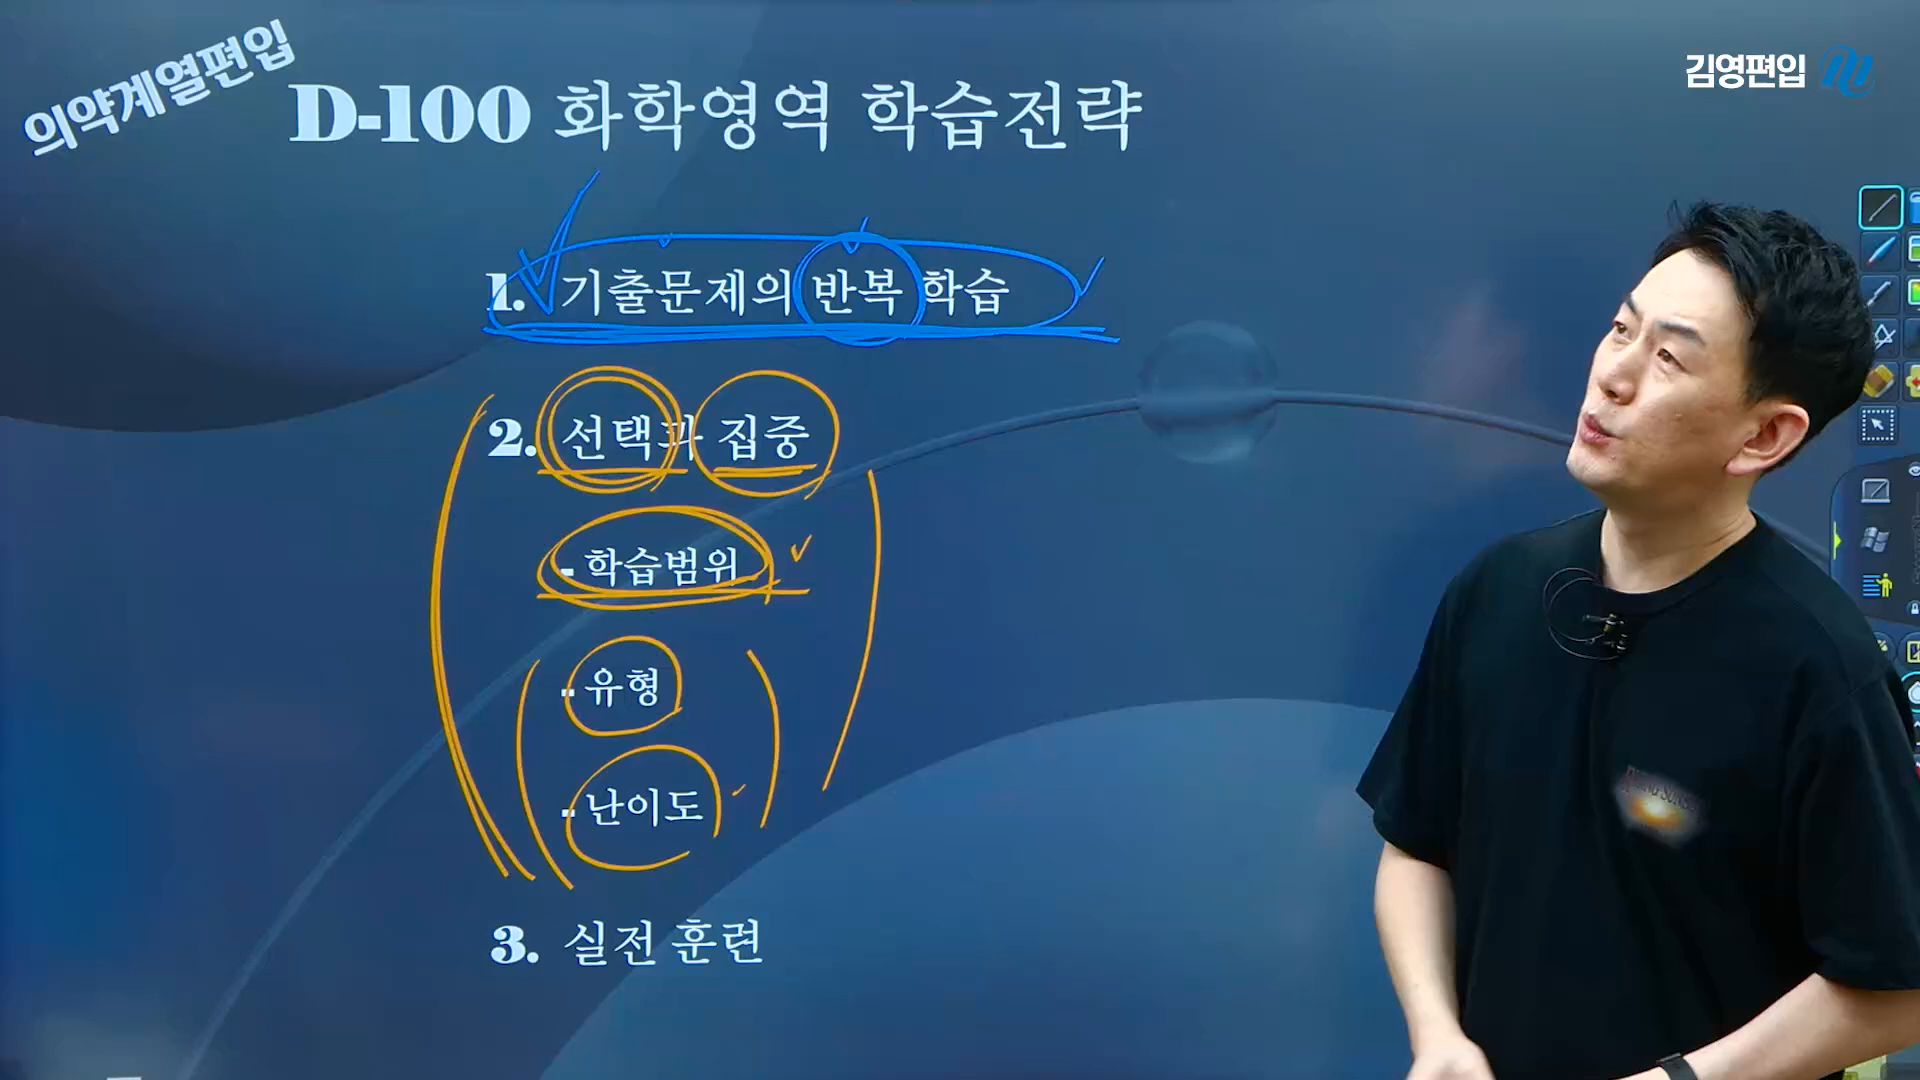 의약계열편입
D-100 화학영역 학습전략
김영편입
1. 기출문제의 반복 학습
2. 선택과 집중
- 학습범위
- 유형
- 난이도
3. 실전 훈련